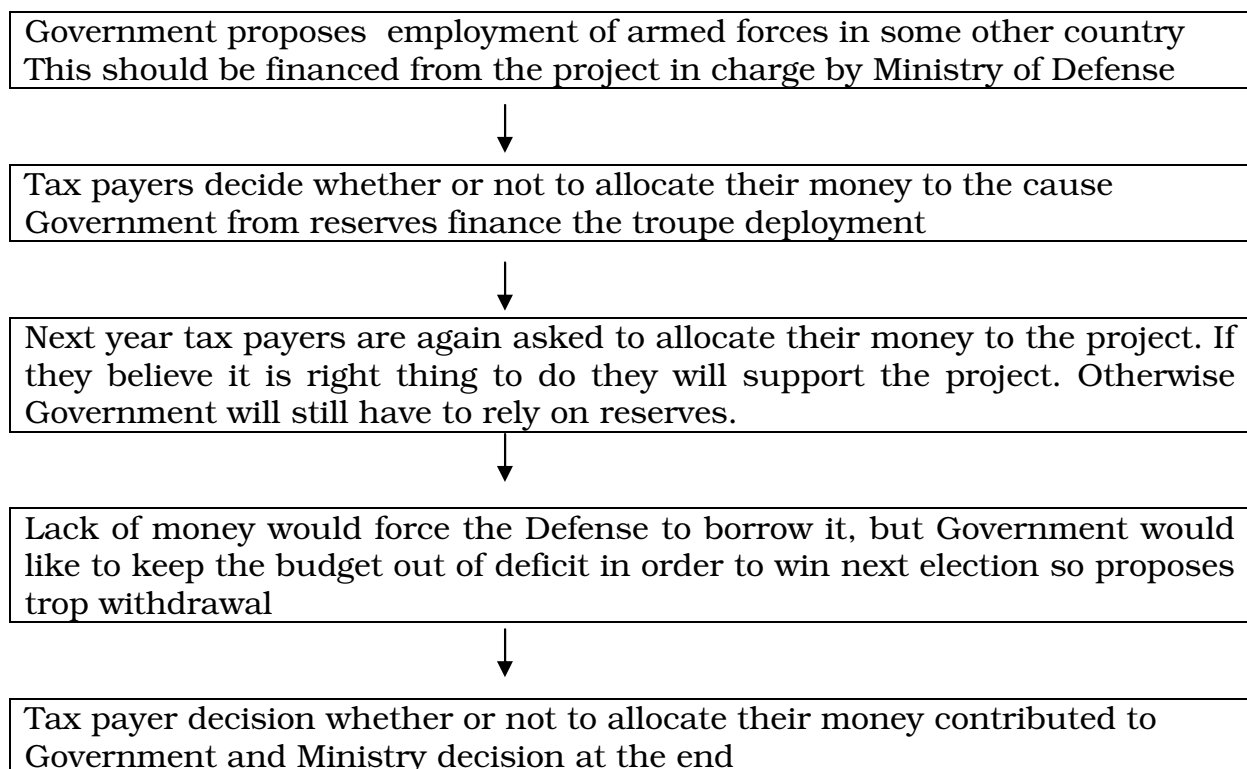 Government proposes  employment of armed forces in some other country
This should be financed from the project in charge by Ministry of Defense
Tax payers decide whether or not to allocate their money to the cause
Government from reserves finance the troupe deployment
Next year tax payers are again asked to allocate their money to the project. If
they believe it is right thing to do they will support the project. Otherwise
Government will still have to rely on reserves.
Lack of money would force the Defense to borrow it, but Government would
like to keep the budget out of deficit in order to win next election so proposes
trop withdrawal
Tax payer decision whether or not to allocate their money contributed to
Government and Ministry decision at the end